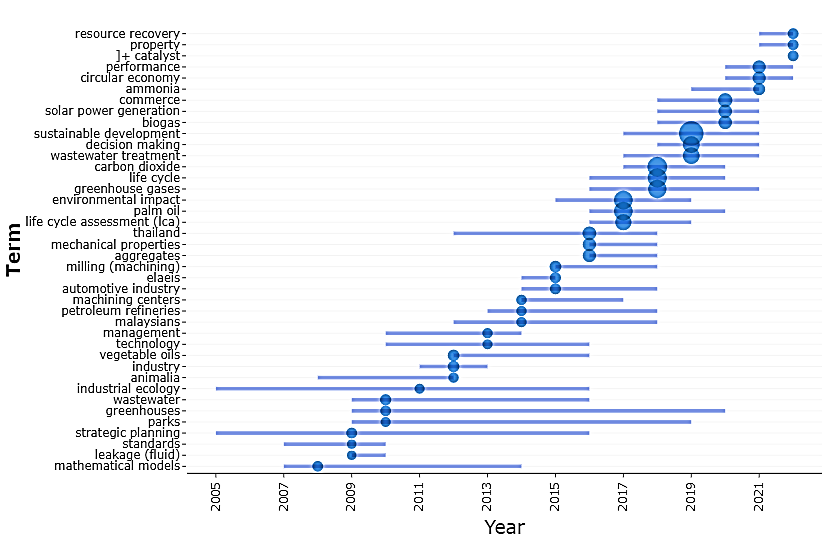 resource recovery
property
]+ catalyst
performance
circular economy
ammonia
commerce
solar power generation
biogas
sustainable development
decision making
wastewater treatment
carbon dioxide
life cycle
greenhouse gases
environmental impact
palm oil
life cycle assessment (lca)
thailand
mechanical properties
aggregates
milling (machining)
elaeis
automotive industry
machining centers
petroleum refineries
malaysians
management
technology
vegetable oils
industry
animalia
industrial ecology
wastewater
greenhouses
parks
strategic planning
standards
leakage (fluid)
mathematical models
Term
2005
2007
2009
2011
2013
2015
2017
2019
2021
Year